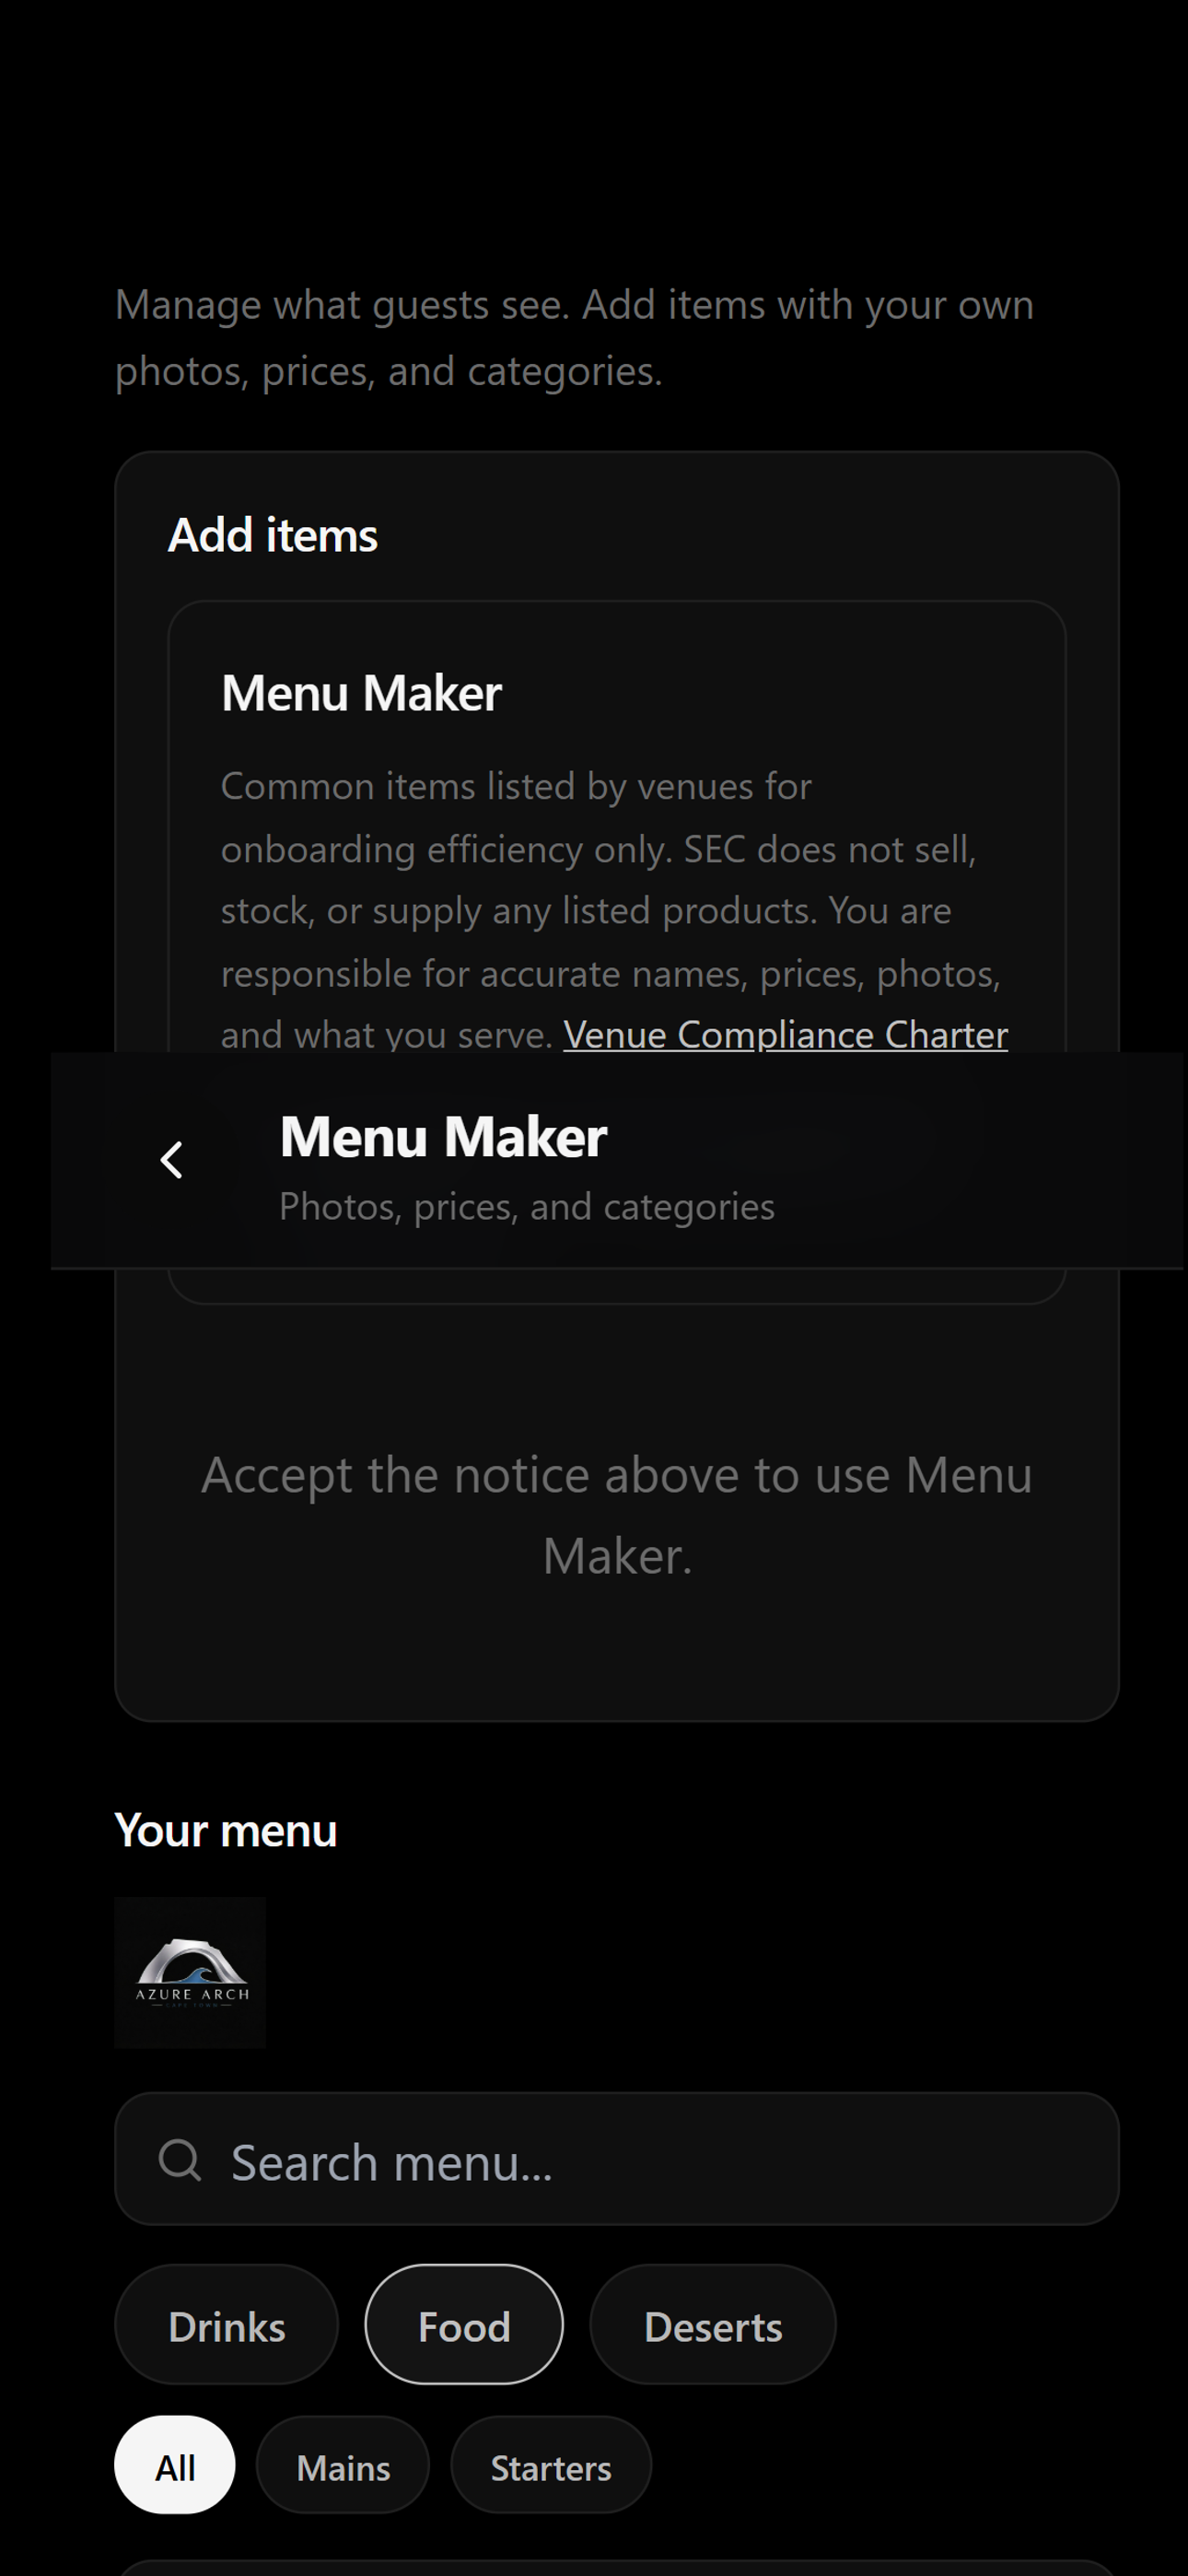 Manage what guests see. Add items with your own
photos, prices, and categories.
Add items
Menu Maker
Common items listed by venues for
onboarding efficiency only. SEC does not sell,
stock, or supply any listed products. You are
responsible for accurate names, prices, photos,
and what you serve. Venue Compliance Charter
Menu Maker
Photos, prices, and categories
Accept the notice above to use Menu
Maker.
Your menu
AZURE ARCH
CAPE TOWN
Search menu...
Drinks
Food
Deserts
All
Mains
Starters